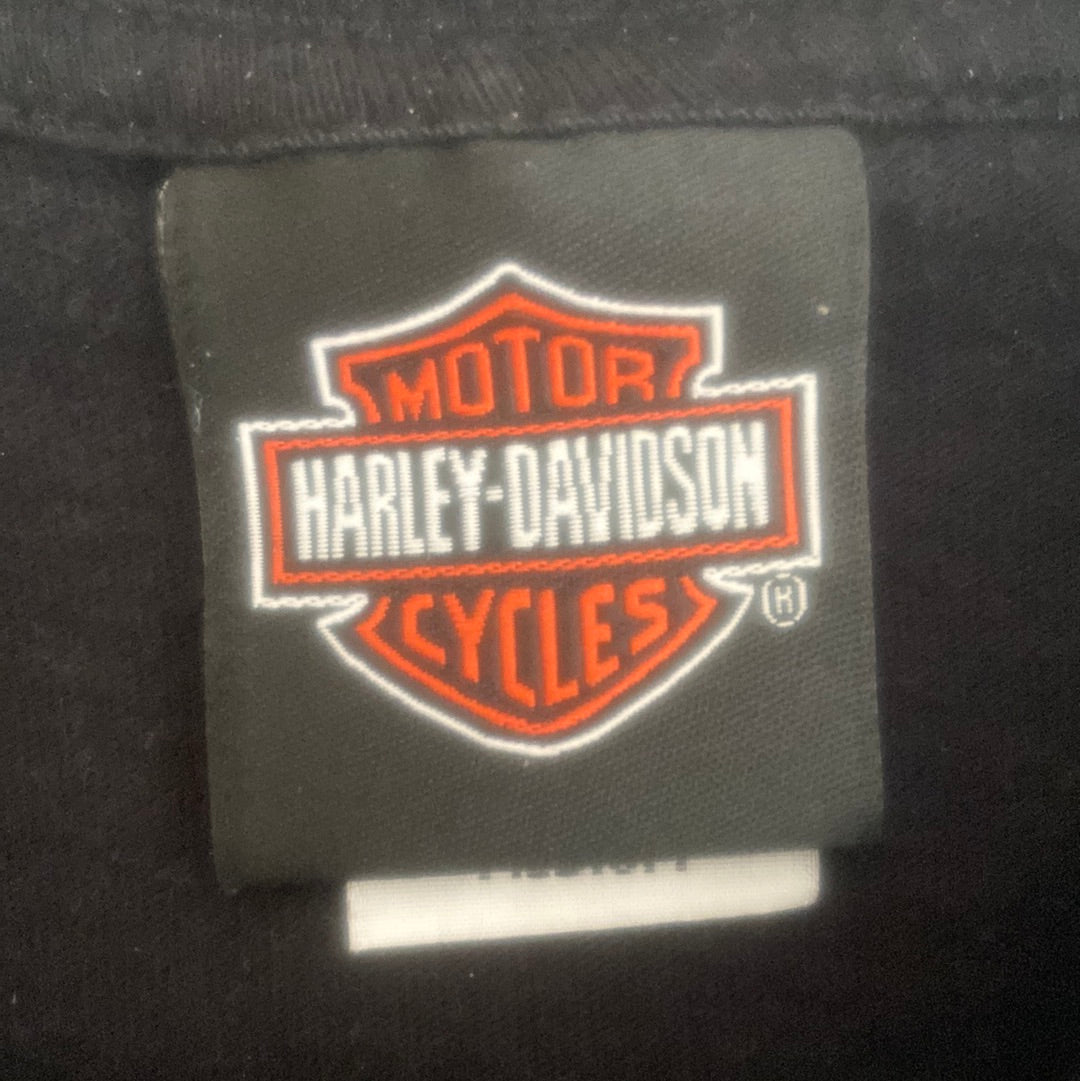 MOTOR
HARLEY-DAVIDSON
CYCLES
®